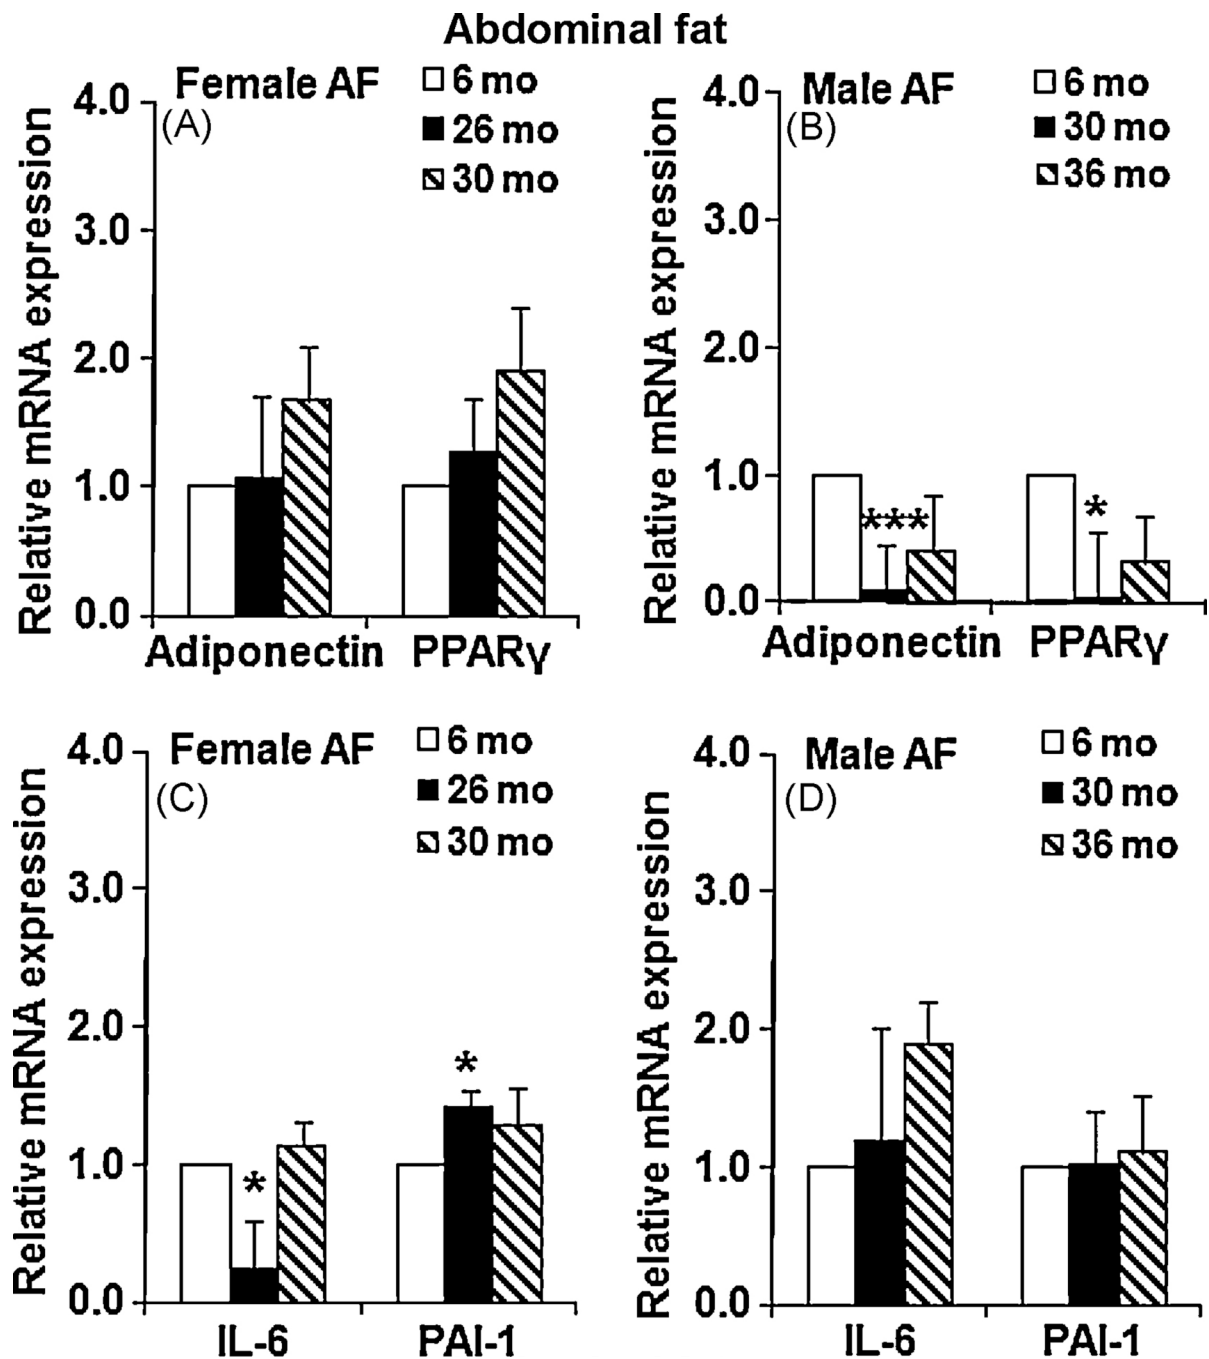 Abdominal fat
Female AF
(A)
6 mo
26 mo
30 mo
Relative mRNA expression
4.0
3.0
2.0
1.0
0.0
Adiponectin PPARγ
Male AF
(B)
6 mo
30 mo
36 mo
Relative mRNA expression
4.0
3.0
2.0
1.0
0.0
***
*
Adiponectin PPARγ
Female AF
(C)
6 mo
26 mo
30 mo
Relative mRNA expression
4.0
3.0
2.0
1.0
0.0
*
*
IL-6 PAI-1
Male AF
(D)
6 mo
30 mo
36 mo
Relative mRNA expression
4.0
3.0
2.0
1.0
0.0
IL-6 PAI-1